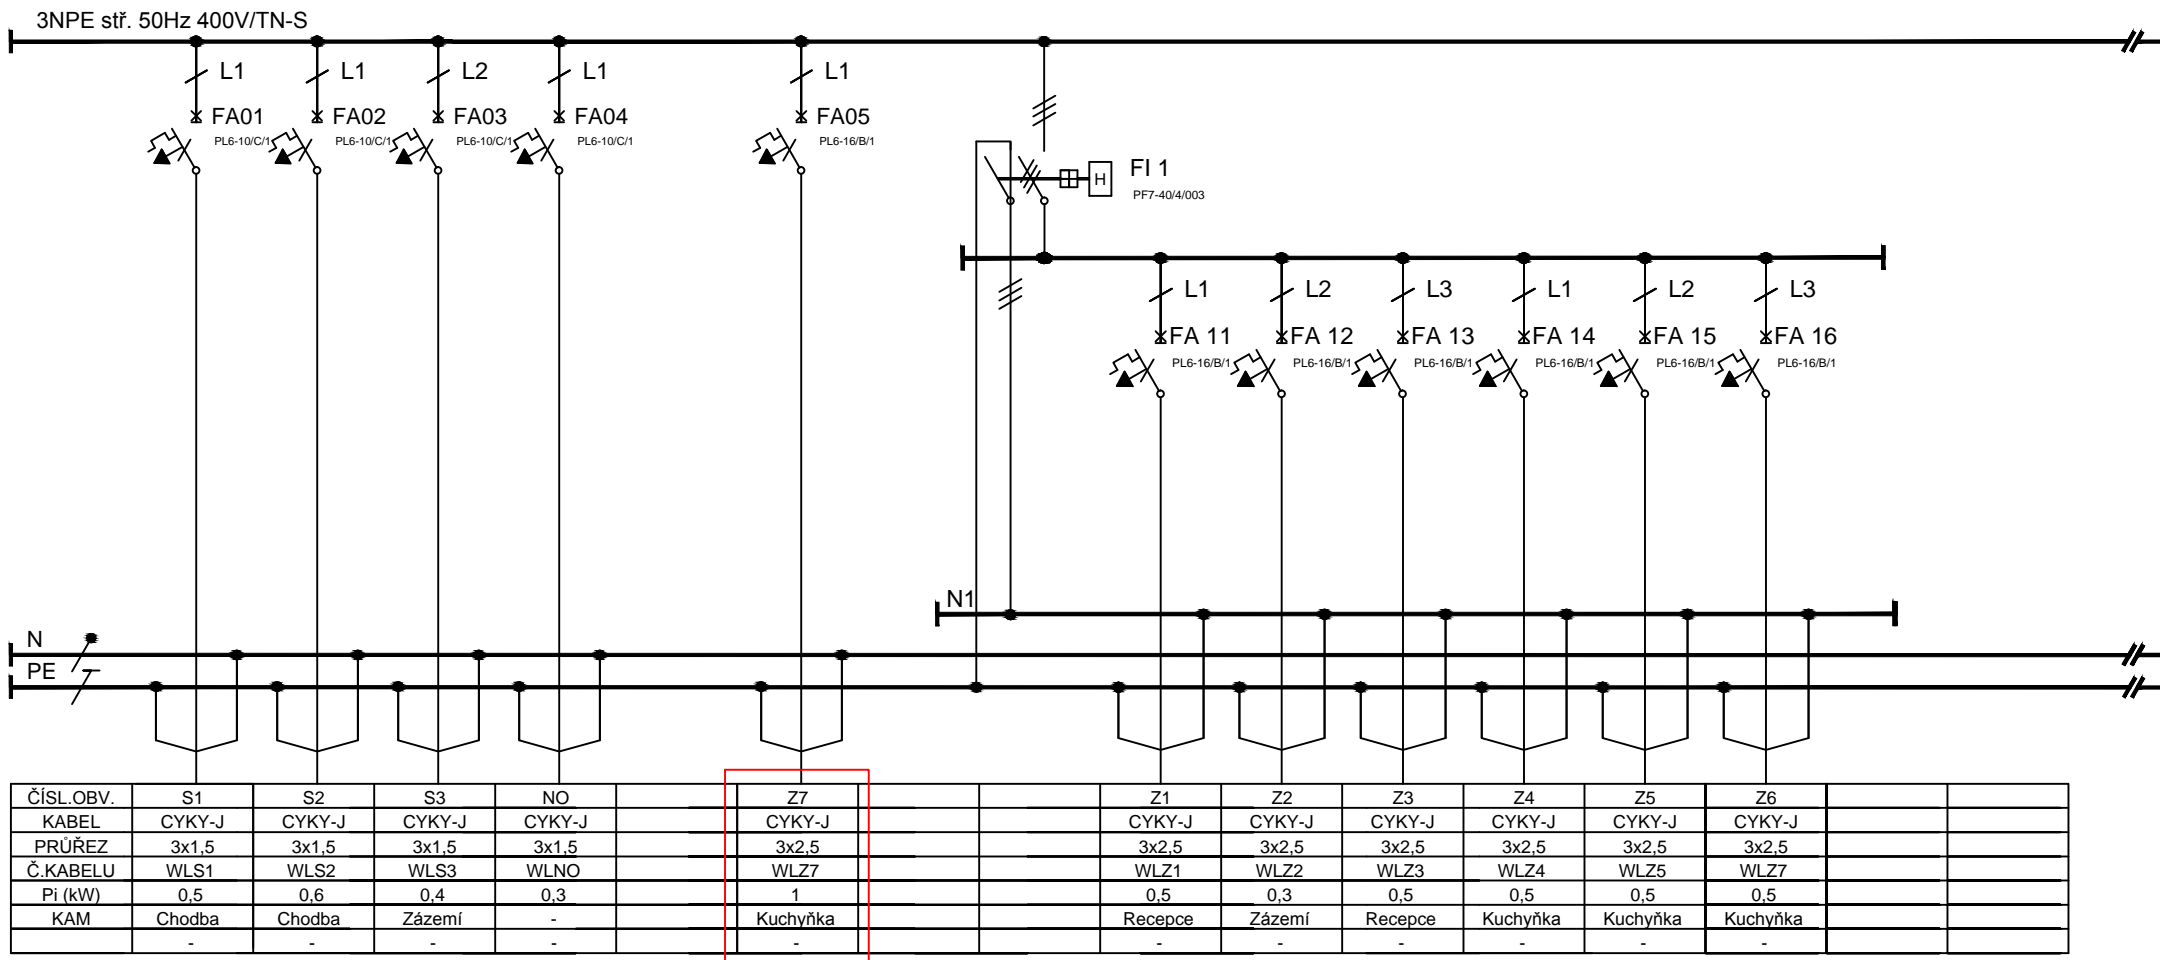 3NPE stř. 50Hz 400V/TN-S
L1 L1 L2 L1 L1
FA01 FA02 FA03 FA04 FA05
PL6-10/C/1 PL6-10/C/1 PL6-10/C/1 PL6-10/C/1 PL6-16/B/1
FI 1
H
PF7-40/4/003
L1 L2 L3 L1 L2 L3
FA 11 FA 12 FA 13 FA 14 FA 15 FA 16
PL6-16/B/1 PL6-16/B/1 PL6-16/B/1 PL6-16/B/1 PL6-16/B/1 PL6-16/B/1
N1
N
PE
ČÍSL.OBV. S1 S2 S3 NO Z7 Z1 Z2 Z3 Z4 Z5 Z6
KABEL CYKY-J CYKY-J CYKY-J CYKY-J CYKY-J CYKY-J CYKY-J CYKY-J CYKY-J CYKY-J CYKY-J
PRŮŘEZ 3x1,5 3x1,5 3x1,5 3x1,5 3x2,5 3x2,5 3x2,5 3x2,5 3x2,5 3x2,5 3x2,5
Č.KABELU WLS1 WLS2 WLS3 WLNO WLZ7 WLZ1 WLZ2 WLZ3 WLZ4 WLZ5 WLZ7
Pi (kW) 0,5 0,6 0,4 0,3 1 0,5 0,3 0,5 0,5 0,5 0,5
KAM Chodba Chodba Zázemí - Kuchyňka Recepce Zázemí Recepce Kuchyňka Kuchyňka Kuchyňka
- - - - - - - - - - -